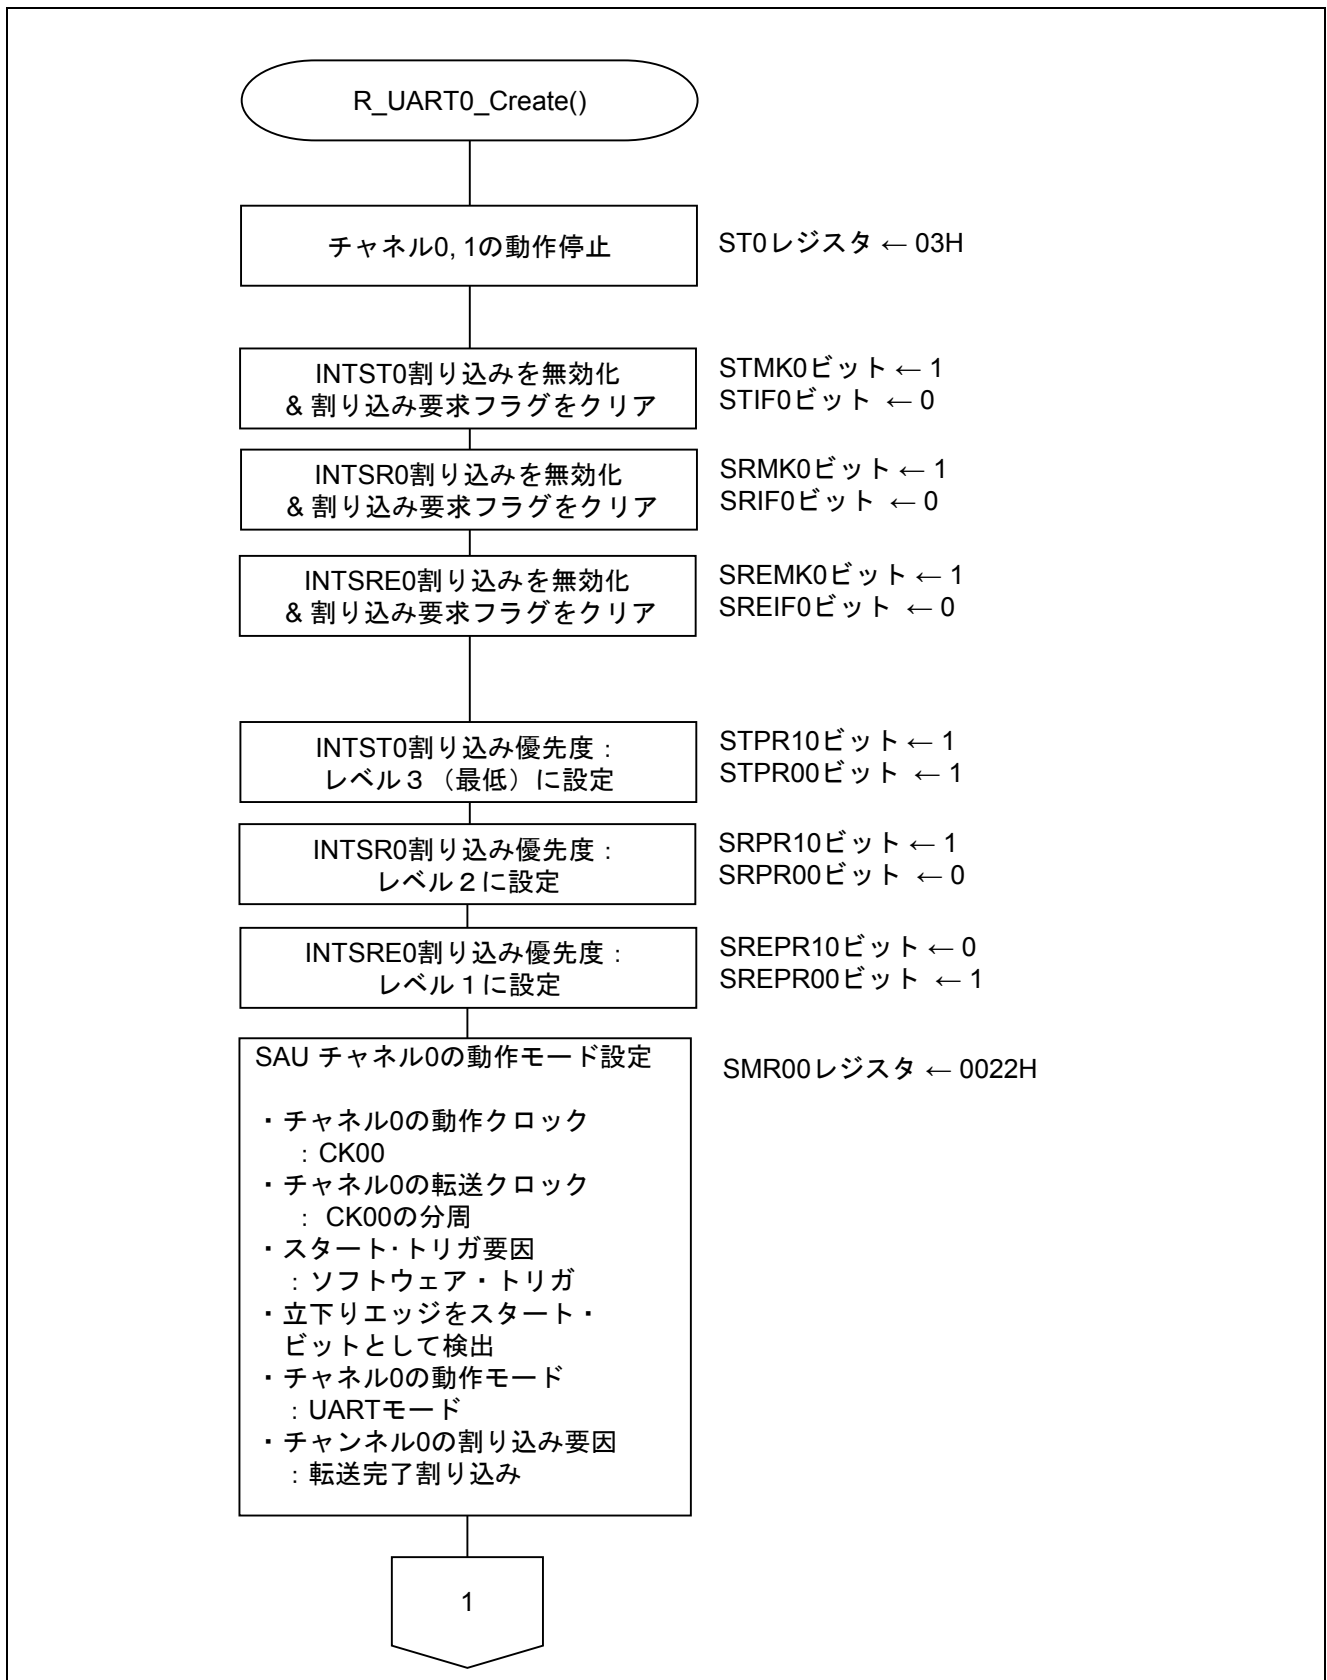 R_UART0_Create()
チャネル0, 1の動作停止
ST0レジスタ ← 03H
INTST0割り込みを無効化
& 割り込み要求フラグをクリア
STMK0ビット ← 1
STIF0ビット ← 0
INTSR0割り込みを無効化
& 割り込み要求フラグをクリア
SRMK0ビット ← 1
SRIF0ビット ← 0
INTSRE0割り込みを無効化
& 割り込み要求フラグをクリア
SREMK0ビット ← 1
SREIF0ビット ← 0
INTST0割り込み優先度：
レベル３（最低）に設定
STPR10ビット ← 1
STPR00ビット ← 1
INTSR0割り込み優先度：
レベル２に設定
SRPR10ビット ← 1
SRPR00ビット ← 0
INTSRE0割り込み優先度：
レベル１に設定
SREPR10ビット ← 0
SREPR00ビット ← 1
SAU チャネル0の動作モード設定
SMR00レジスタ ← 0022H
・チャネル0の動作クロック
：CK00
・チャネル0の転送クロック
： CK00の分周
・スタート・トリガ要因
：ソフトウェア・トリガ
・立下りエッジをスタート・
ビットとして検出
・チャネル0の動作モード
：UARTモード
・チャンネル0の割り込み要因
：転送完了割り込み
1